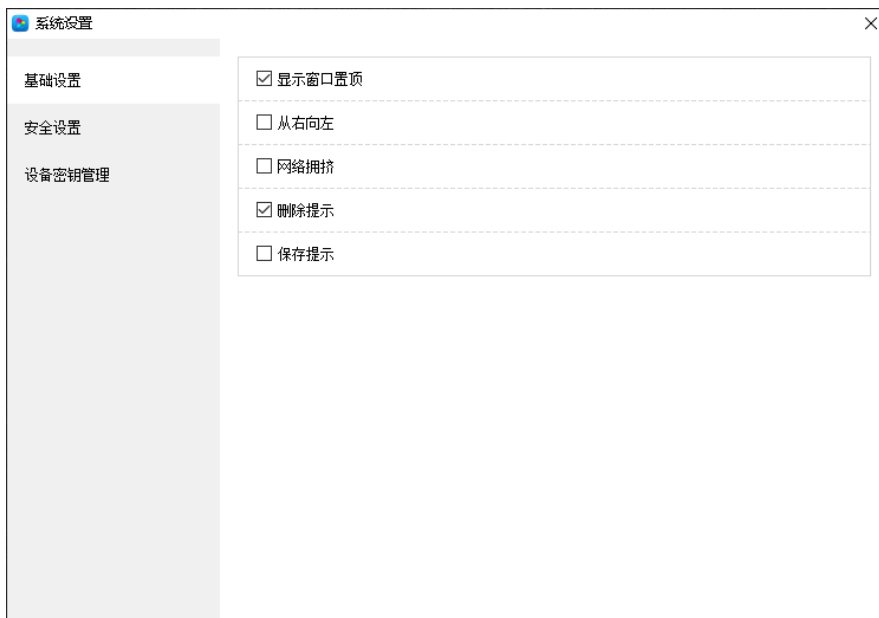 系统设置
基础设置
安全设置
设备密钥管理
显示窗口置顶
从右向左
网络拥挤
删除提示
保存提示